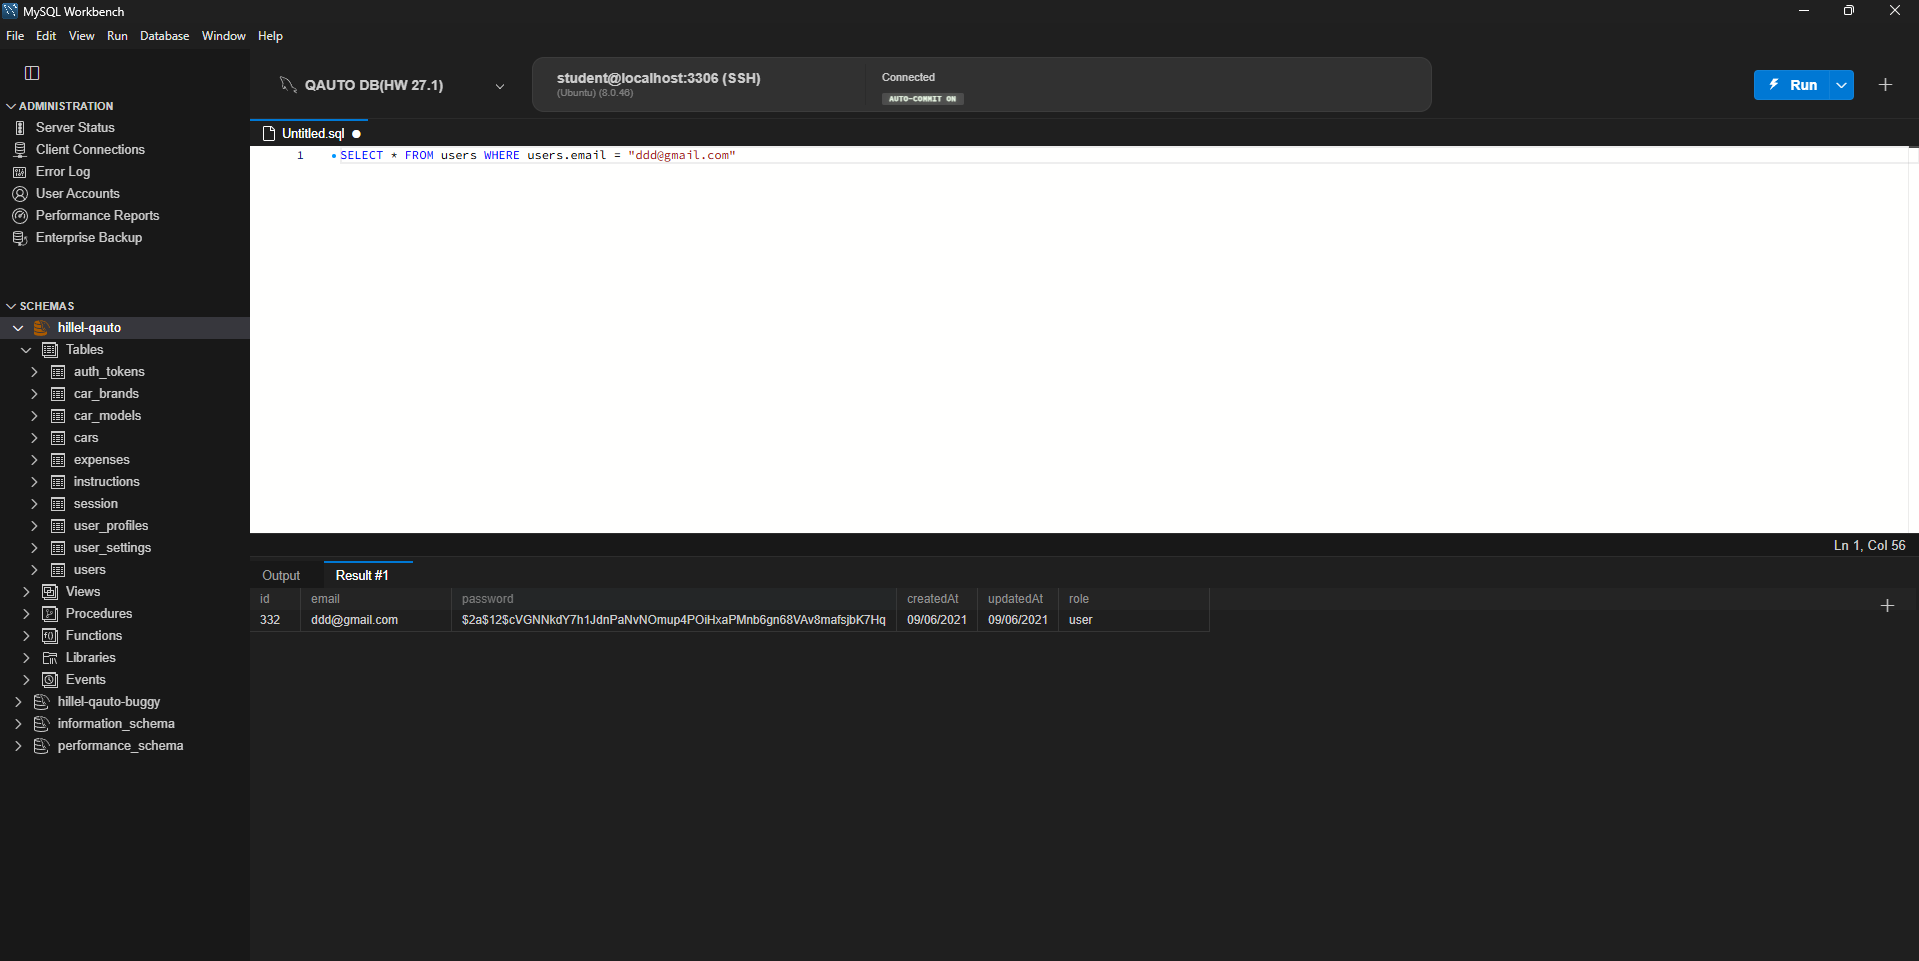 MySQL Workbench
File Edit View Run Database Window Help
QAUTO DB(HW 27.1)
student@localhost:3306 (SSH)
(Ubuntu) (8.0.46)
Connected
AUTO-COMMIT ON
Run
ADMINISTRATION
Server Status
Client Connections
Error Log
User Accounts
Performance Reports
Enterprise Backup
SCHEMAS
hillel-qauto
Tables
auth_tokens
car_brands
car_models
cars
expenses
instructions
session
user_profiles
user_settings
users
Views
Procedures
Functions
Libraries
Events
hillel-qauto-buggy
information_schema
performance_schema
Untitled.sql
1 SELECT * FROM users WHERE users.email = "ddd@gmail.com"
Ln 1, Col 56
Output Result #1
id email password createdAt updatedAt role
332 ddd@gmail.com $2a$12$cVGNNkdY7h1JdnPaNvNOmup4POiHxaPMnb6gn68VAv8mafsjbK7Hq 09/06/2021 09/06/2021 user